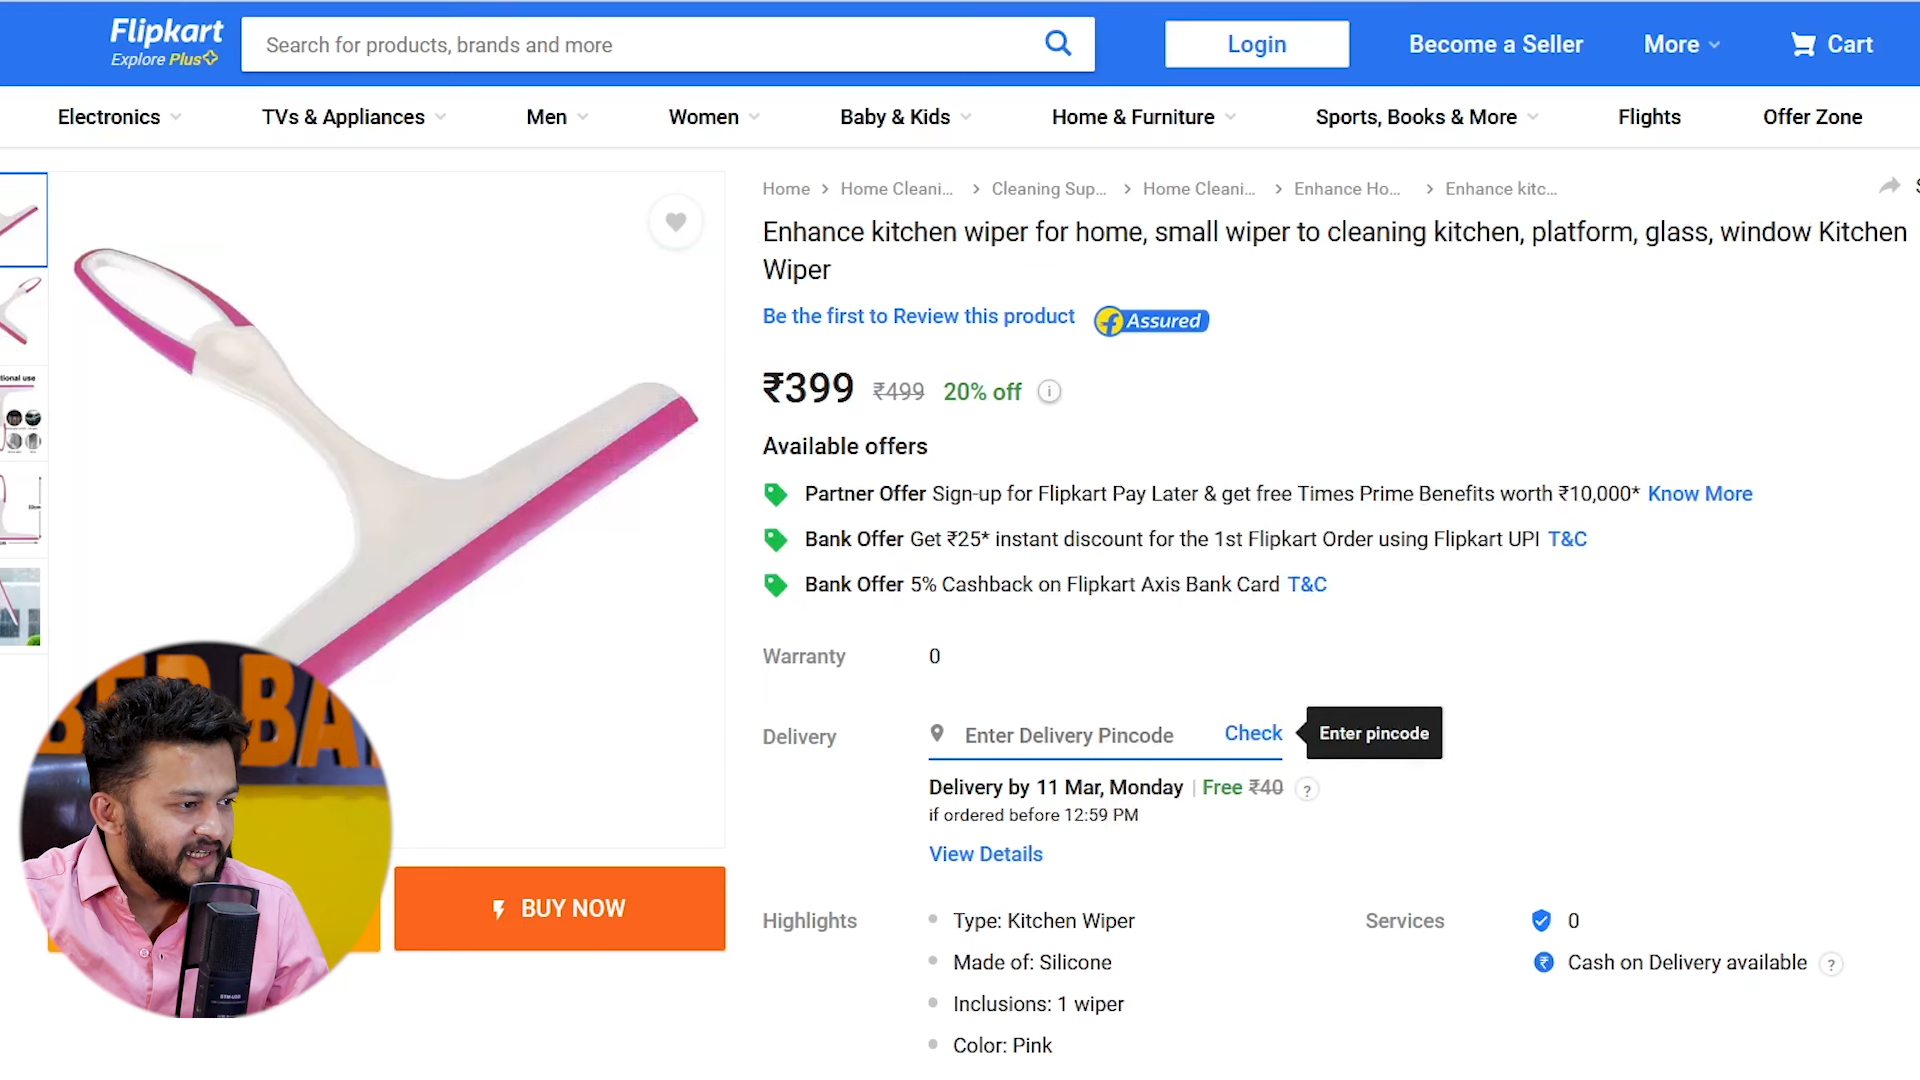 Flipkart
Explore Plus
Search for products, brands and more
Login
Become a Seller
More
Cart
Electronics
TVs & Appliances
Men
Women
Baby & Kids
Home & Furniture
Sports, Books & More
Flights
Offer Zone
Home
Home Cleani...
Cleaning Sup...
Home Cleani...
Enhance Ho...
Enhance kitc...
Enhance kitchen wiper for home, small wiper to cleaning kitchen, platform, glass, window Kitchen
Wiper
Be the first to Review this product
Assured
₹399 ₹499 20% off
Available offers
Partner Offer Sign-up for Flipkart Pay Later & get free Times Prime Benefits worth ₹10,000* Know More
Bank Offer Get ₹25* instant discount for the 1st Flipkart Order using Flipkart UPI T&C
Bank Offer 5% Cashback on Flipkart Axis Bank Card T&C
Warranty
0
Delivery
Enter Delivery Pincode
Check
Enter pincode
Delivery by 11 Mar, Monday | Free ₹40 ?
if ordered before 12:59 PM
View Details
BUY NOW
Highlights
Type: Kitchen Wiper
Made of: Silicone
Inclusions: 1 wiper
Color: Pink
Services
0
Cash on Delivery available ?